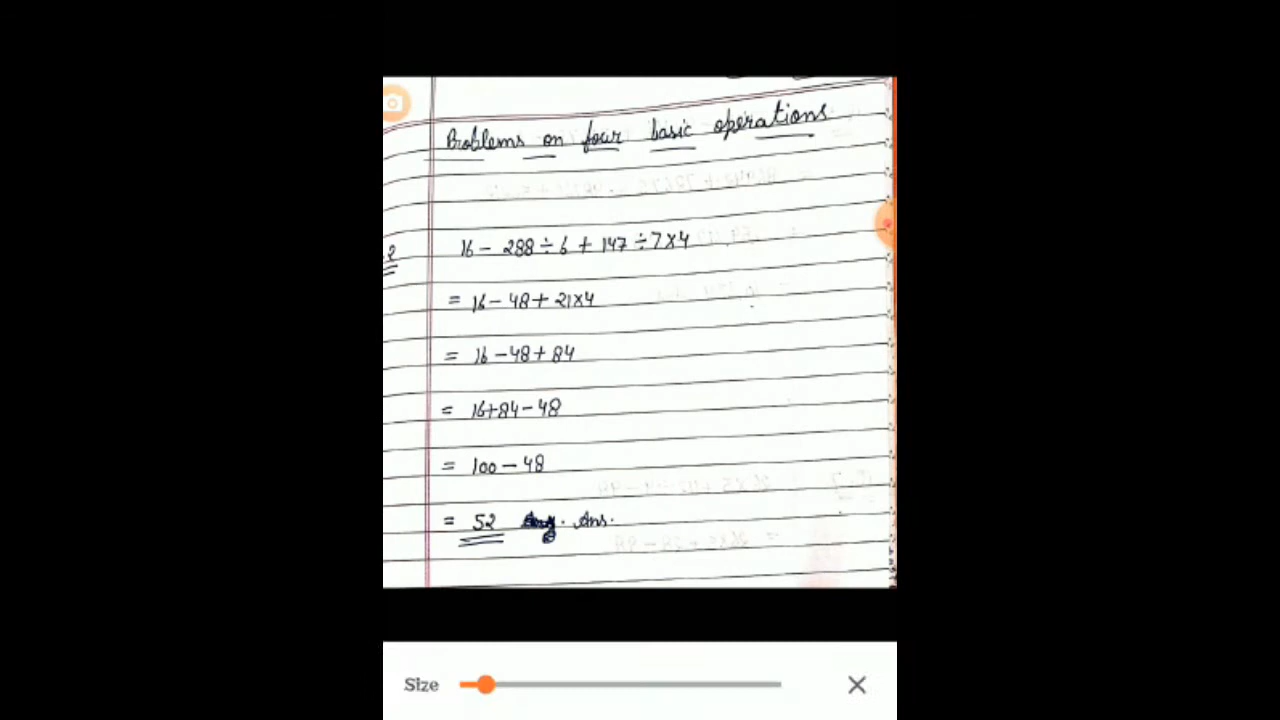 Problems on four basic operations
2
16 - 288 ÷ 6 + 147 ÷ 7 × 4
= 16 - 48 + 21 × 4
= 16 - 48 + 84
= 16 + 84 - 48
= 100 - 48
= 52 Ans.
Size